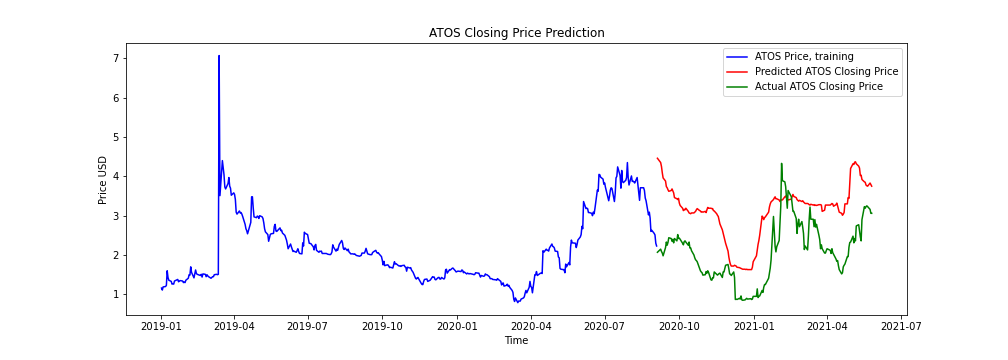 ATOS Closing Price Prediction
ATOS Price, training
Predicted ATOS Closing Price
Actual ATOS Closing Price
Price USD
7
6
5
4
3
2
1
2019-01 2019-04 2019-07 2019-10 2020-01 2020-04 2020-07 2020-10 2021-01 2021-04 2021-07
Time